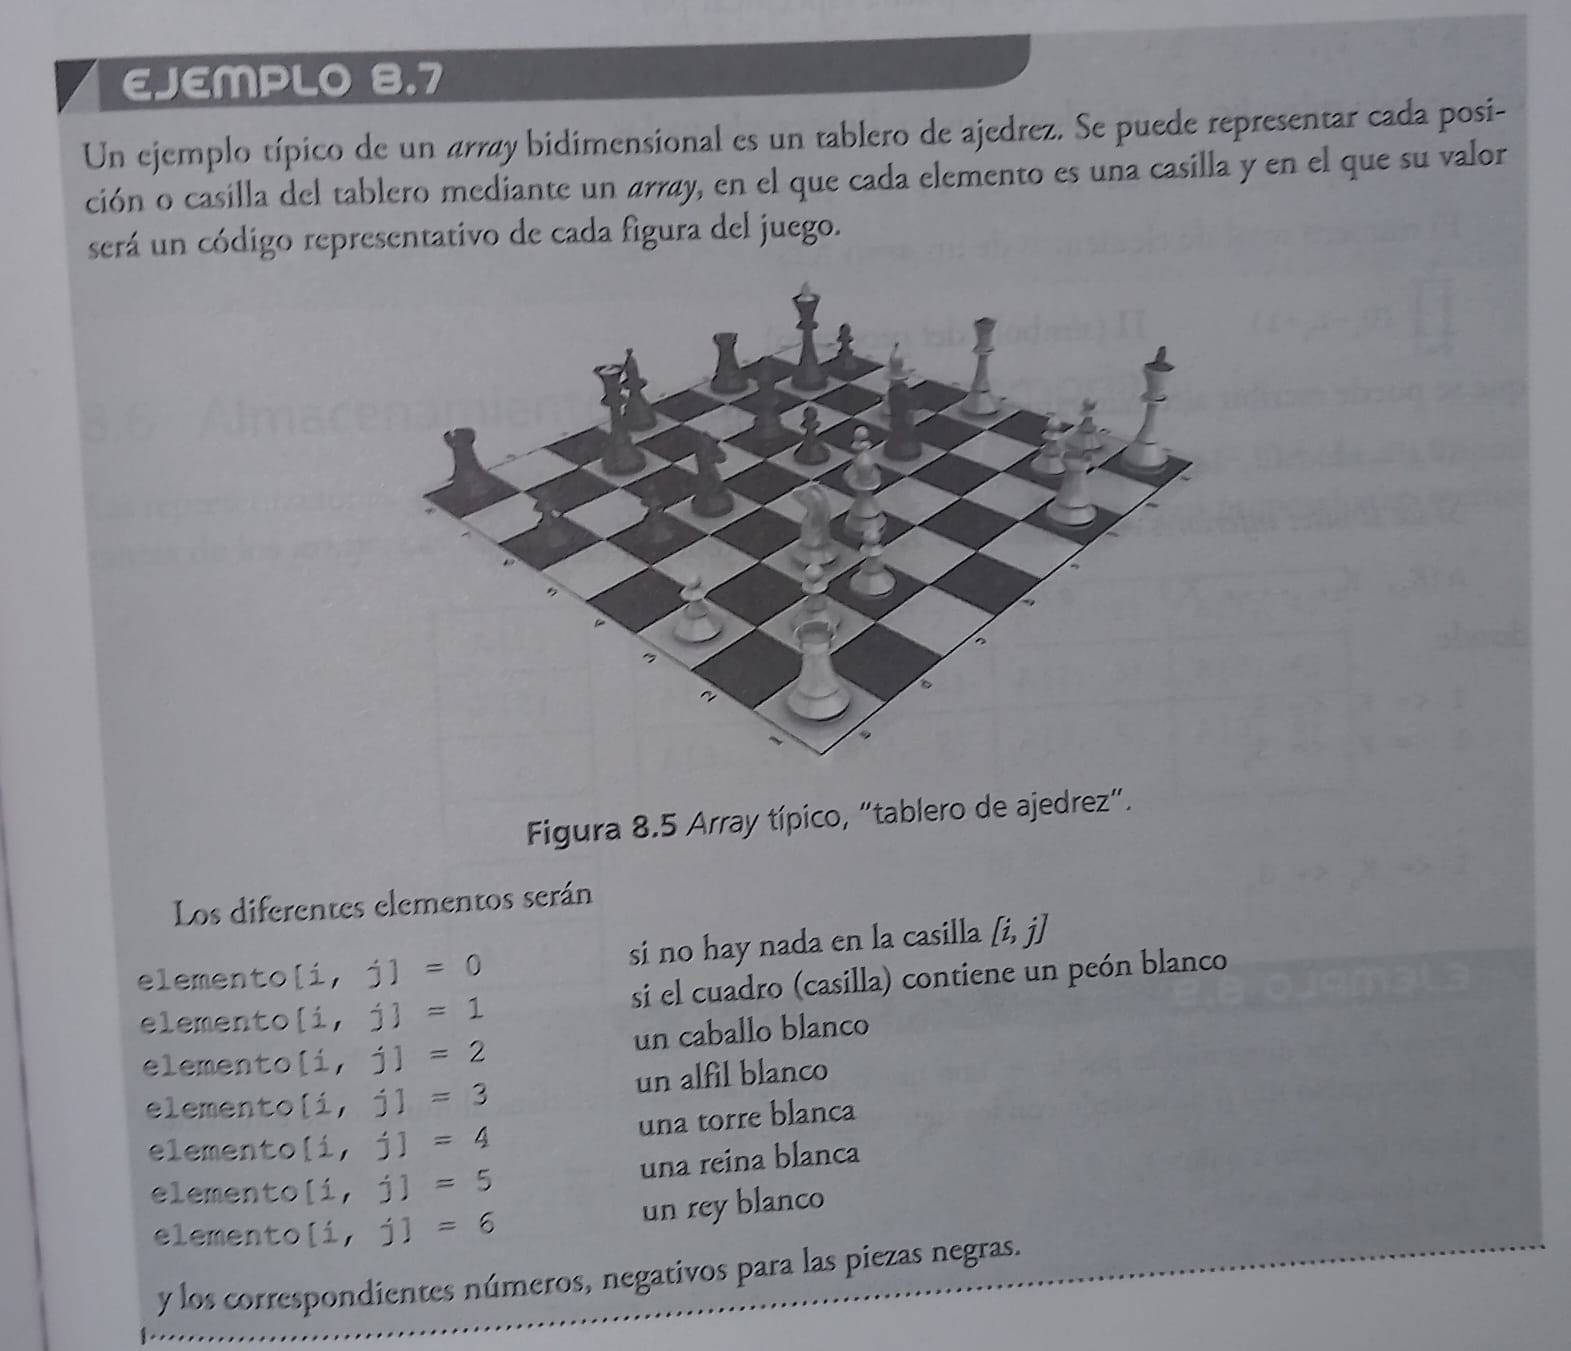 EJEMPLO 8.7
Un ejemplo típico de un array bidimensional es un tablero de ajedrez. Se puede representar cada posi-
ción o casilla del tablero mediante un array, en el que cada elemento es una casilla y en el que su valor
será un código representativo de cada figura del juego.
3
2
1
Figura 8.5 Array típico, "tablero de ajedrez".
Los diferentes elementos serán
elemento[i, j] = 0 si no hay nada en la casilla [i, j]
elemento[i, j] = 1 si el cuadro (casilla) contiene un peón blanco
elemento[i, j] = 2 un caballo blanco
elemento[i, j] = 3 un alfil blanco
elemento[i, j] = 4 una torre blanca
elemento[i, j] = 5 una reina blanca
elemento[i, j] = 6 un rey blanco
y los correspondientes números, negativos para las piezas negras.